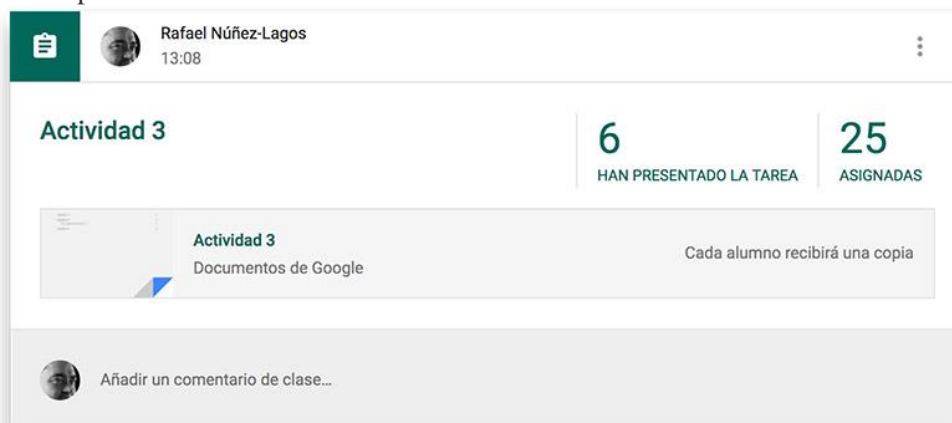 Rafael Núñez-Lagos
13:08
Actividad 3
6
HAN PRESENTADO LA TAREA
25
ASIGNADAS
Actividad 3
Documentos de Google
Cada alumno recibirá una copia
Añadir un comentario de clase...